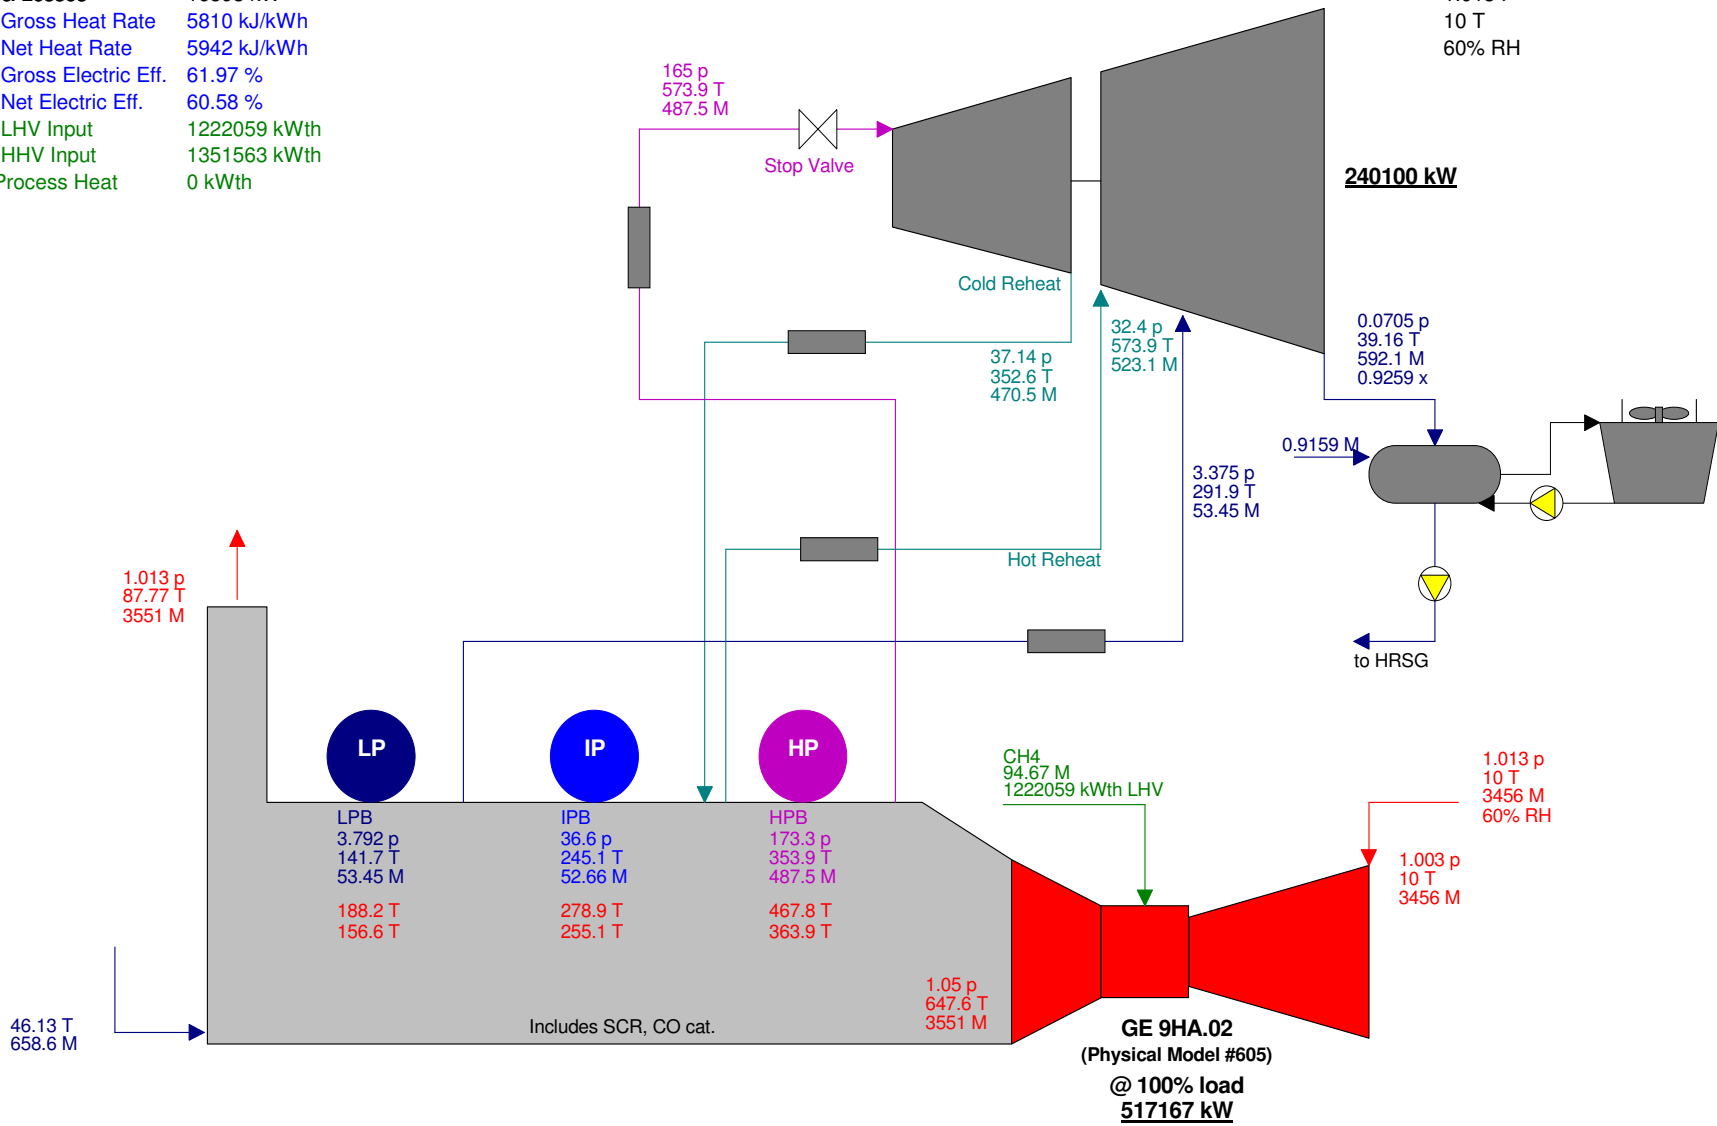 Gross Heat Rate 5810 kJ/kWh
Net Heat Rate 5942 kJ/kWh
Gross Electric Eff. 61.97 %
Net Electric Eff. 60.58 %
LHV Input 1222059 kWth
HHV Input 1351563 kWth
Process Heat 0 kWth
10 T
60% RH
165 p
573.9 T
487.5 M
Stop Valve
240100 kW
Cold Reheat
37.14 p
352.6 T
470.5 M
32.4 p
573.9 T
523.1 M
0.0705 p
39.16 T
592.1 M
0.9259 x
0.9159 M
3.375 p
291.9 T
53.45 M
Hot Reheat
to HRSG
1.013 p
87.77 T
3551 M
LP
IP
HP
LPB
3.792 p
141.7 T
53.45 M
188.2 T
156.6 T
IPB
36.6 p
245.1 T
52.66 M
278.9 T
255.1 T
HPB
173.3 p
353.9 T
487.5 M
467.8 T
363.9 T
CH4
94.67 M
1222059 kWth LHV
1.013 p
10 T
3456 M
60% RH
1.003 p
10 T
3456 M
1.05 p
647.6 T
3551 M
46.13 T
658.6 M
Includes SCR, CO cat.
GE 9HA.02
(Physical Model #605)
@ 100% load
517167 kW